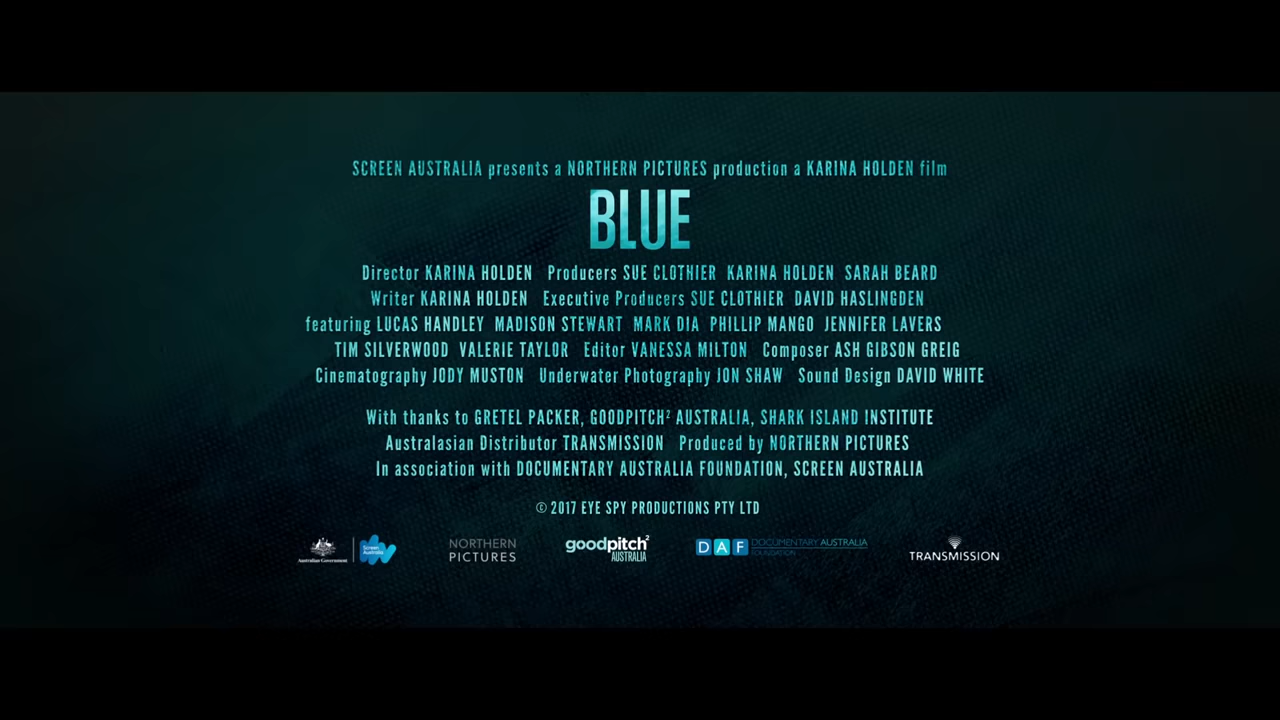 SCREEN AUSTRALIA presents a NORTHERN PICTURES production a KARINA HOLDEN film
BLUE
Director KARINA HOLDEN Producers SUE CLOTHIER KARINA HOLDEN SARAH BEARD
Writer KARINA HOLDEN Executive Producers SUE CLOTHIER DAVID HASLINGDEN
featuring LUCAS HANDLEY MADISON STEWART MARK DIA PHILLIP MANGO JENNIFER LAVERS
TIM SILVERWOOD VALERIE TAYLOR Editor VANESSA MILTON Composer ASH GIBSON GREIG
Cinematography JODY MUSTON Underwater Photography JON SHAW Sound Design DAVID WHITE
With thanks to GRETEL PACKER, GOODPITCH² AUSTRALIA, SHARK ISLAND INSTITUTE
Australasian Distributor TRANSMISSION Produced by NORTHERN PICTURES
In association with DOCUMENTARY AUSTRALIA FOUNDATION, SCREEN AUSTRALIA
© 2017 EYE SPY PRODUCTIONS PTY LTD
Australian Government
Screen
Australia
NORTHERN
PICTURES
goodpitch²
AUSTRALIA
DAF DOCUMENTARY AUSTRALIA
FOUNDATION
TRANSMISSION